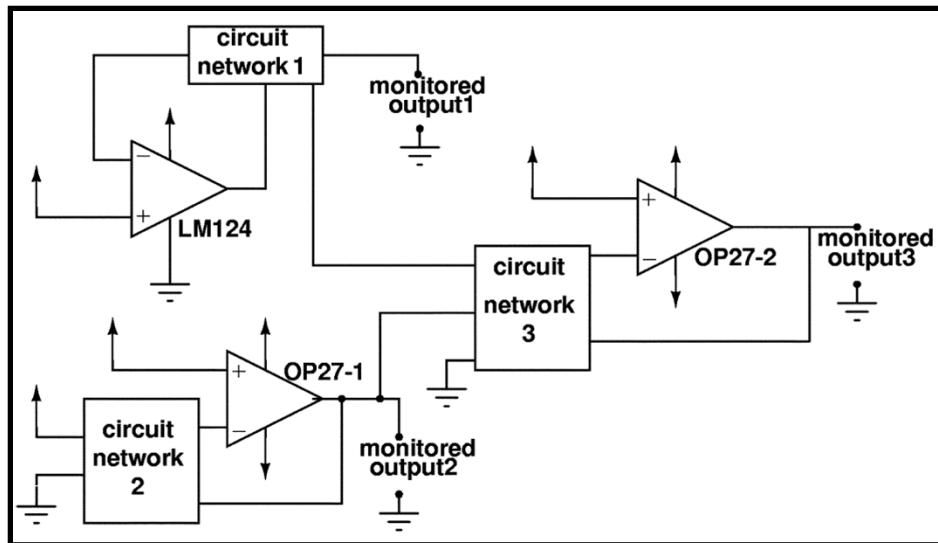 circuit
network 1
monitored
output1
−
+
LM124
+
−
OP27-2
monitored
output3
circuit
network
3
+
−
OP27-1
circuit
network
2
monitored
output2